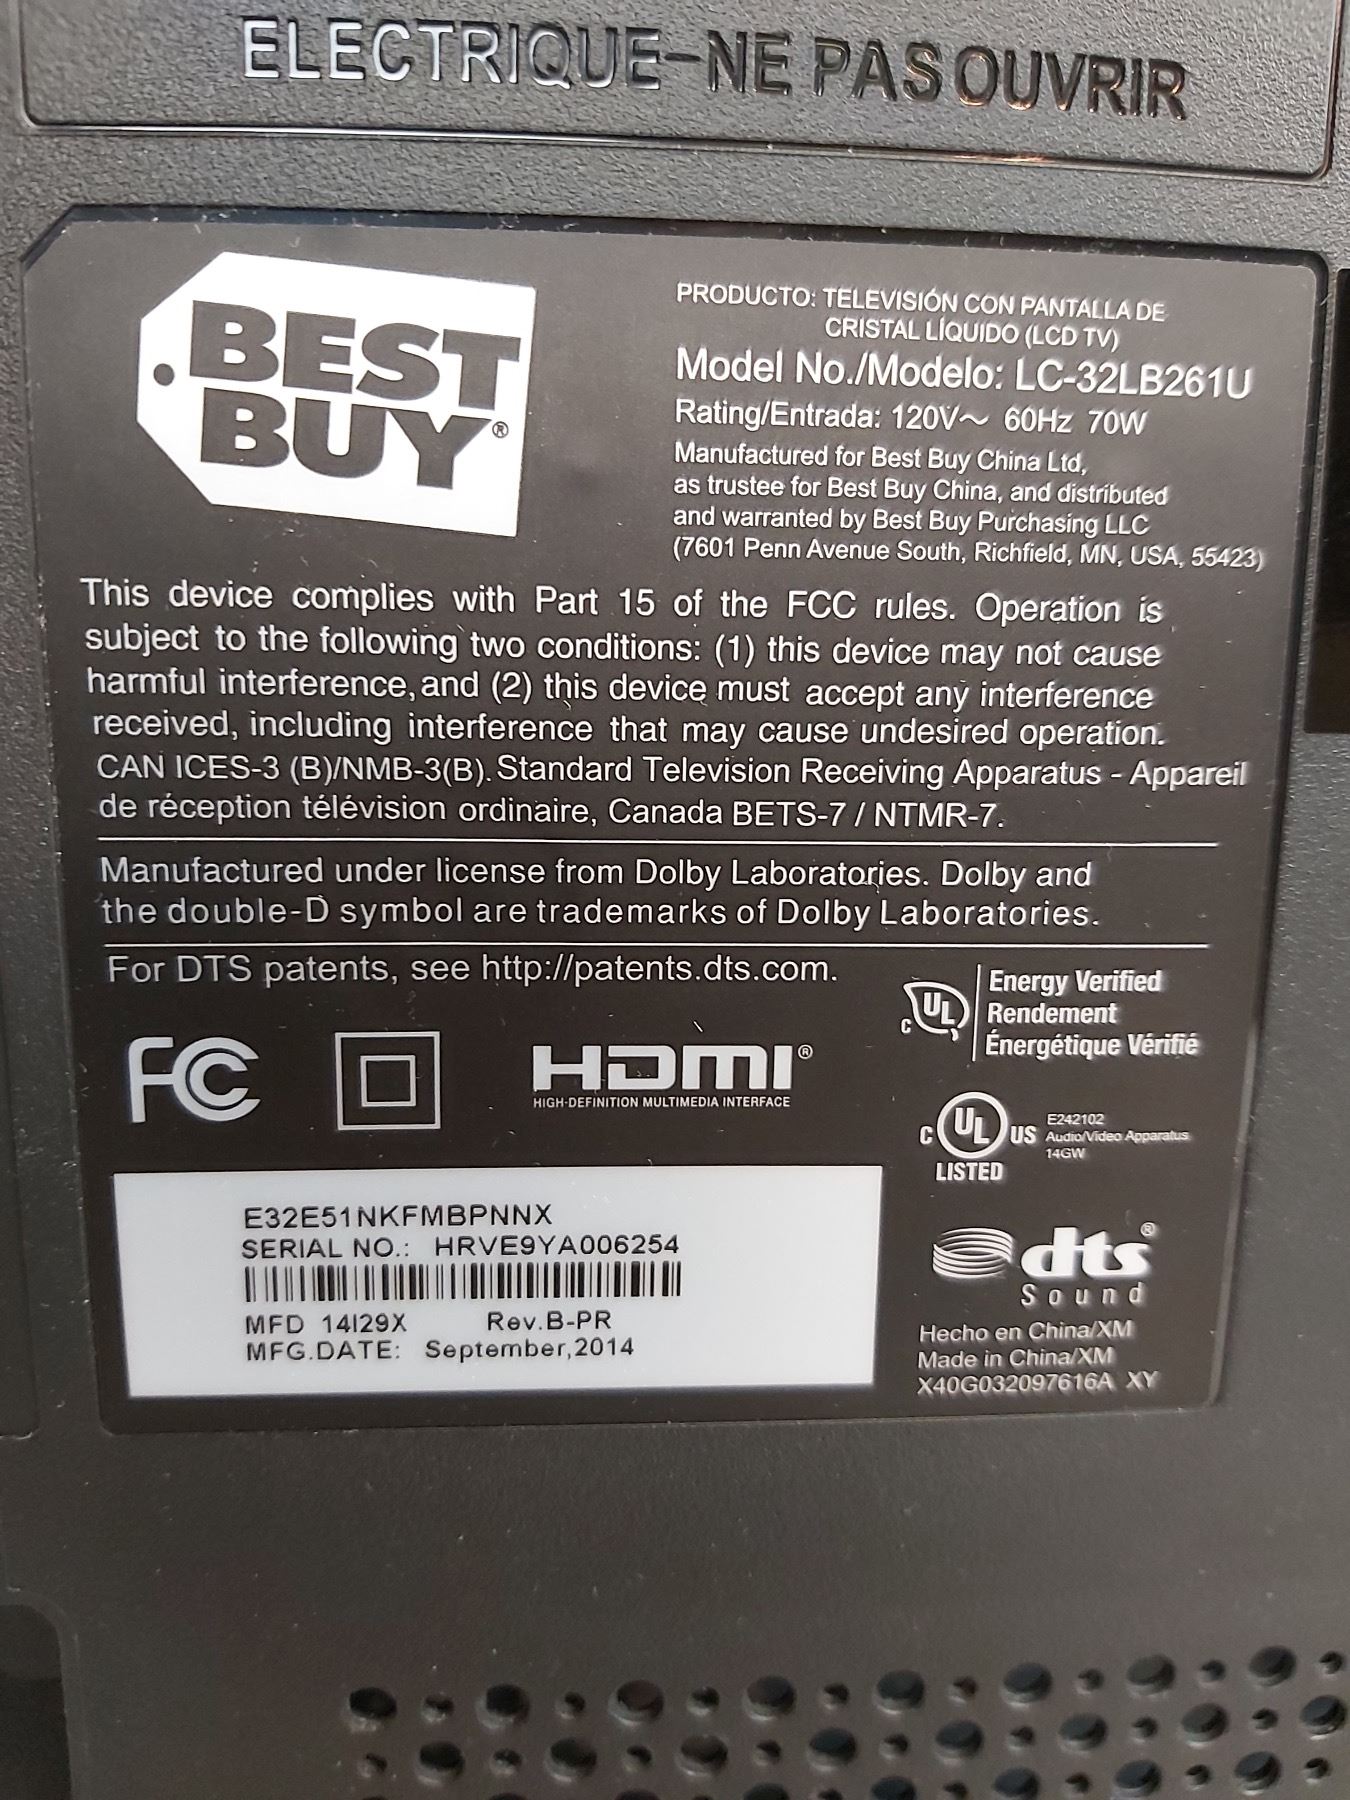 ELECTRIQUE-NE PAS OUVRIR
BEST
BUY®
PRODUCTO: TELEVISIÓN CON PANTALLA DE
CRISTAL LÍQUIDO (LCD TV)
Model No./Modelo: LC-32LB261U
Rating/Entrada: 120V~ 60Hz 70W
Manufactured for Best Buy China Ltd,
as trustee for Best Buy China, and distributed
and warranted by Best Buy Purchasing LLC
(7601 Penn Avenue South, Richfield, MN, USA, 55423)
This device complies with Part 15 of the FCC rules. Operation is
subject to the following two conditions: (1) this device may not cause
harmful interference, and (2) this device must accept any interference
received, including interference that may cause undesired operation.
CAN ICES-3 (B)/NMB-3(B). Standard Television Receiving Apparatus - Appareil
de réception télévision ordinaire, Canada BETS-7 / NTMR-7.
Manufactured under license from Dolby Laboratories. Dolby and
the double-D symbol are trademarks of Dolby Laboratories.
For DTS patents, see http://patents.dts.com.
C UL
Energy Verified
Rendement
Énergétique Vérifié
FC
HDMI®
HIGH-DEFINITION MULTIMEDIA INTERFACE
C UL US
LISTED
E242102
Audio/Video Apparatus
14GW
E32E51NKFMBPNNX
SERIAL NO.: HRVE9YA006254
MFD 14I29X Rev.B-PR
MFG.DATE: September,2014
dts®
Sound
Hecho en China/XM
Made in China/XM
X40G032097616A XY